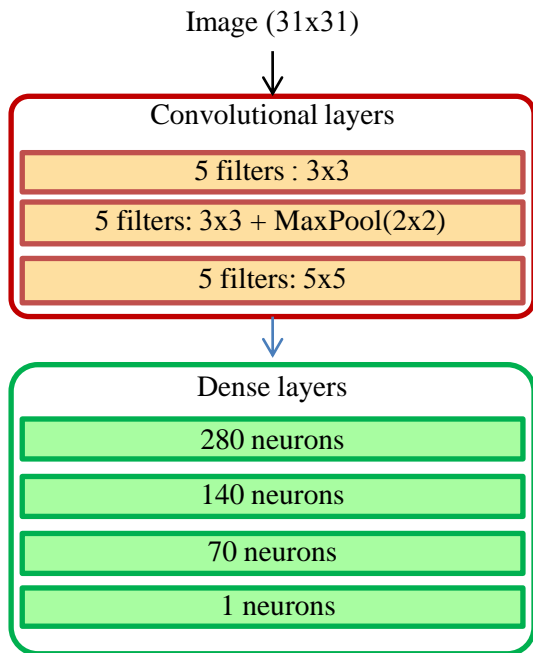 Image (31x31)
Convolutional layers
5 filters : 3x3
5 filters: 3x3 + MaxPool(2x2)
5 filters: 5x5
Dense layers
280 neurons
140 neurons
70 neurons
1 neurons